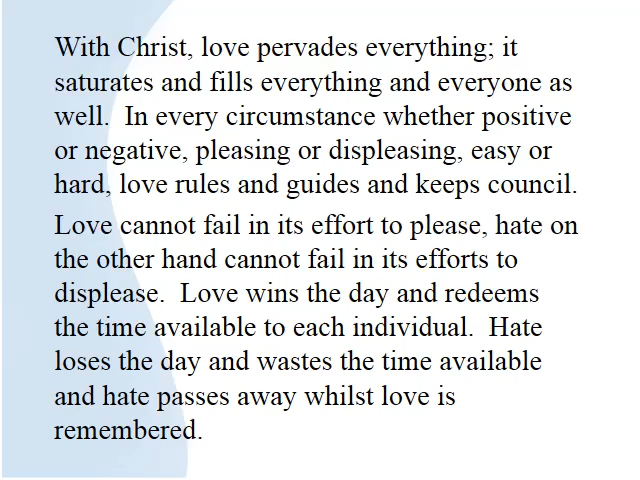 With Christ, love pervades everything; it
saturates and fills everything and everyone as
well.  In every circumstance whether positive
or negative, pleasing or displeasing, easy or
hard, love rules and guides and keeps council.
Love cannot fail in its effort to please, hate on
the other hand cannot fail in its efforts to
displease.  Love wins the day and redeems
the time available to each individual.  Hate
loses the day and wastes the time available
and hate passes away whilst love is
remembered.